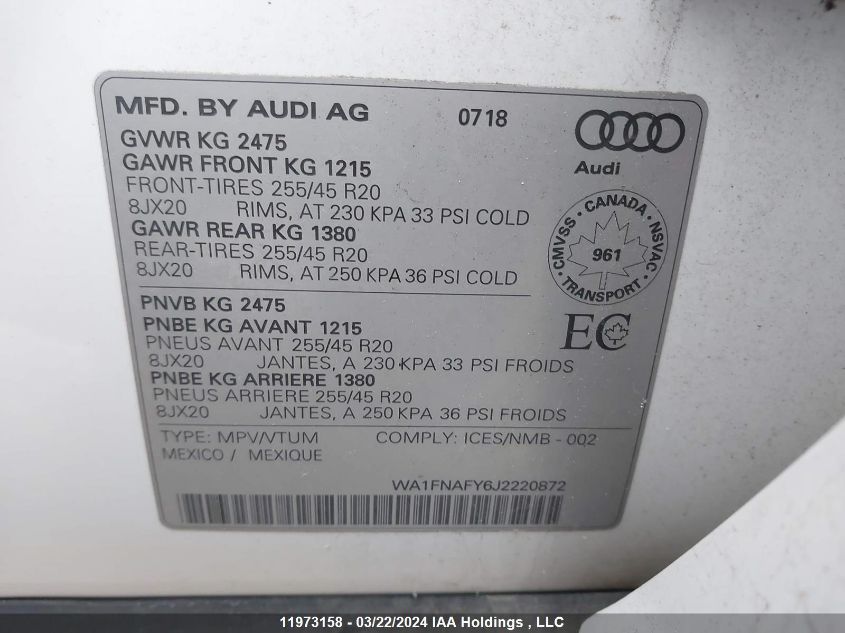 MFD. BY AUDI AG 0718
GVWR KG 2475
GAWR FRONT KG 1215
FRONT-TIRES 255/45 R20
8JX20 RIMS, AT 230 KPA 33 PSI COLD
GAWR REAR KG 1380
REAR-TIRES 255/45 R20
8JX20 RIMS, AT 250 KPA 36 PSI COLD
Audi
CMVSS - CANADA - NSVAC - TRANSPORT -
961
PNVB KG 2475
PNBE KG AVANT 1215
PNEUS AVANT 255/45 R20
8JX20 JANTES, A 230 KPA 33 PSI FROIDS
PNBE KG ARRIERE 1380
PNEUS ARRIERE 255/45 R20
8JX20 JANTES, A 250 KPA 36 PSI FROIDS
EC
TYPE: MPV/VTUM COMPLY: ICES/NMB - 002
MEXICO / MEXIQUE
WA1FNAFY6J2220872
11973158 - 03/22/2024 IAA Holdings , LLC